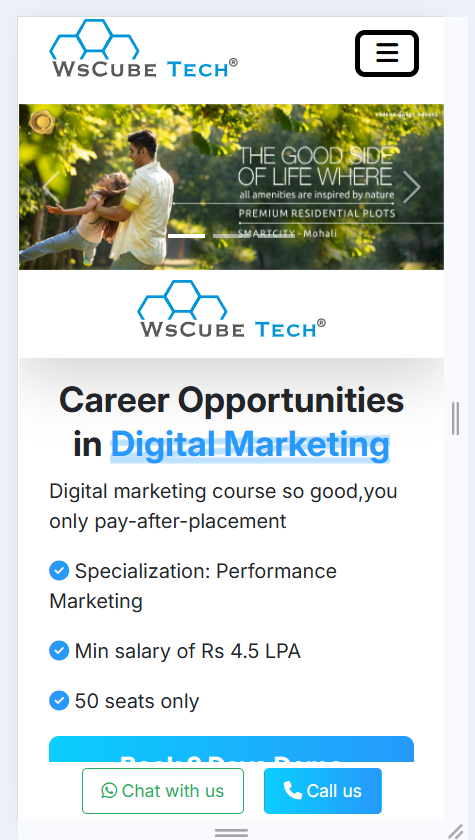 WsCube Tech®
THE GOOD SIDE
OF LIFE WHERE
all amenities are inspired by nature
PREMIUM RESIDENTIAL PLOTS
SMARTCITY - Mohali
WsCube Tech®
Career Opportunities
in Digital Marketing
Digital marketing course so good,you
only pay-after-placement
Specialization: Performance
Marketing
Min salary of Rs 4.5 LPA
50 seats only
Chat with us
Call us